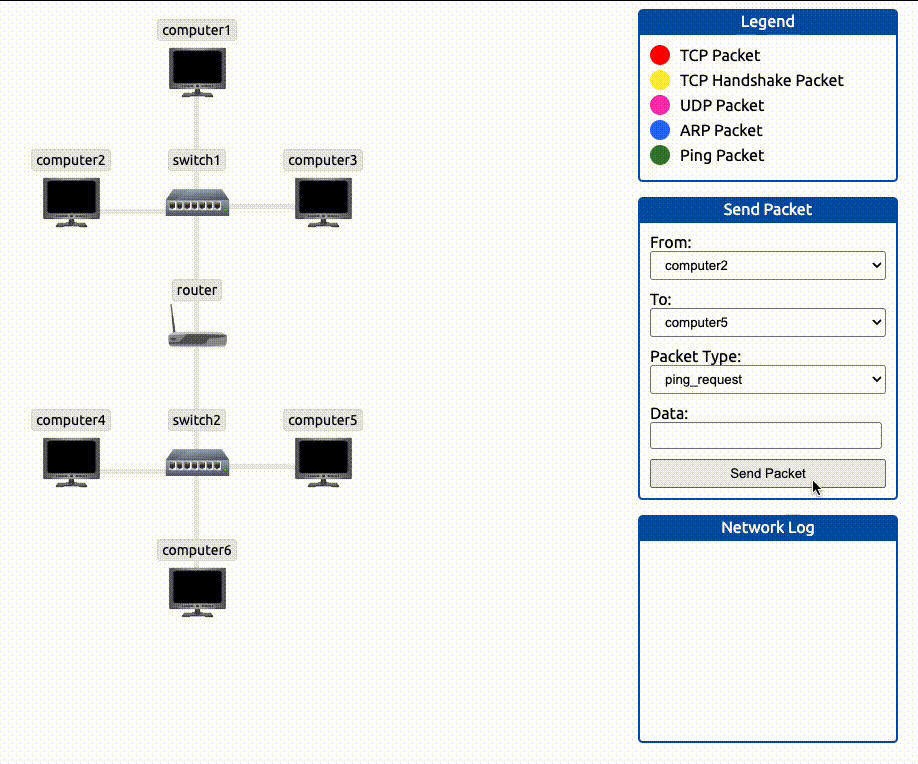 computer1
computer2
switch1
computer3
router
computer4
switch2
computer5
computer6
Legend
TCP Packet
TCP Handshake Packet
UDP Packet
ARP Packet
Ping Packet
Send Packet
From:
computer2
To:
computer5
Packet Type:
ping_request
Data:
Send Packet
Network Log